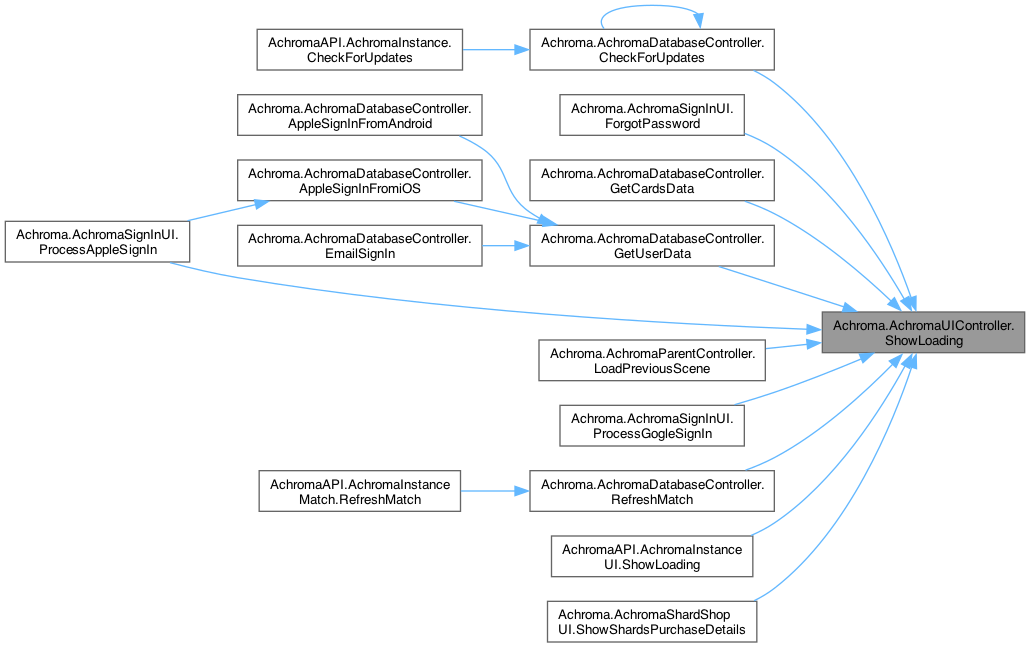 AchromaAPI.AchromaInstance.
CheckForUpdates
Achroma.AchromaDatabaseController.
CheckForUpdates
Achroma.AchromaDatabaseController.
AppleSignInFromAndroid
Achroma.AchromaSignInUI.
ForgotPassword
Achroma.AchromaDatabaseController.
AppleSignInFromiOS
Achroma.AchromaDatabaseController.
GetCardsData
Achroma.AchromaSignInUI.
ProcessAppleSignIn
Achroma.AchromaDatabaseController.
EmailSignIn
Achroma.AchromaDatabaseController.
GetUserData
Achroma.AchromaUIController.
ShowLoading
Achroma.AchromaParentController.
LoadPreviousScene
Achroma.AchromaSignInUI.
ProcessGogleSignIn
AchromaAPI.AchromaInstance
Match.RefreshMatch
Achroma.AchromaDatabaseController.
RefreshMatch
AchromaAPI.AchromaInstance
UI.ShowLoading
Achroma.AchromaShardShop
UI.ShowShardsPurchaseDetails